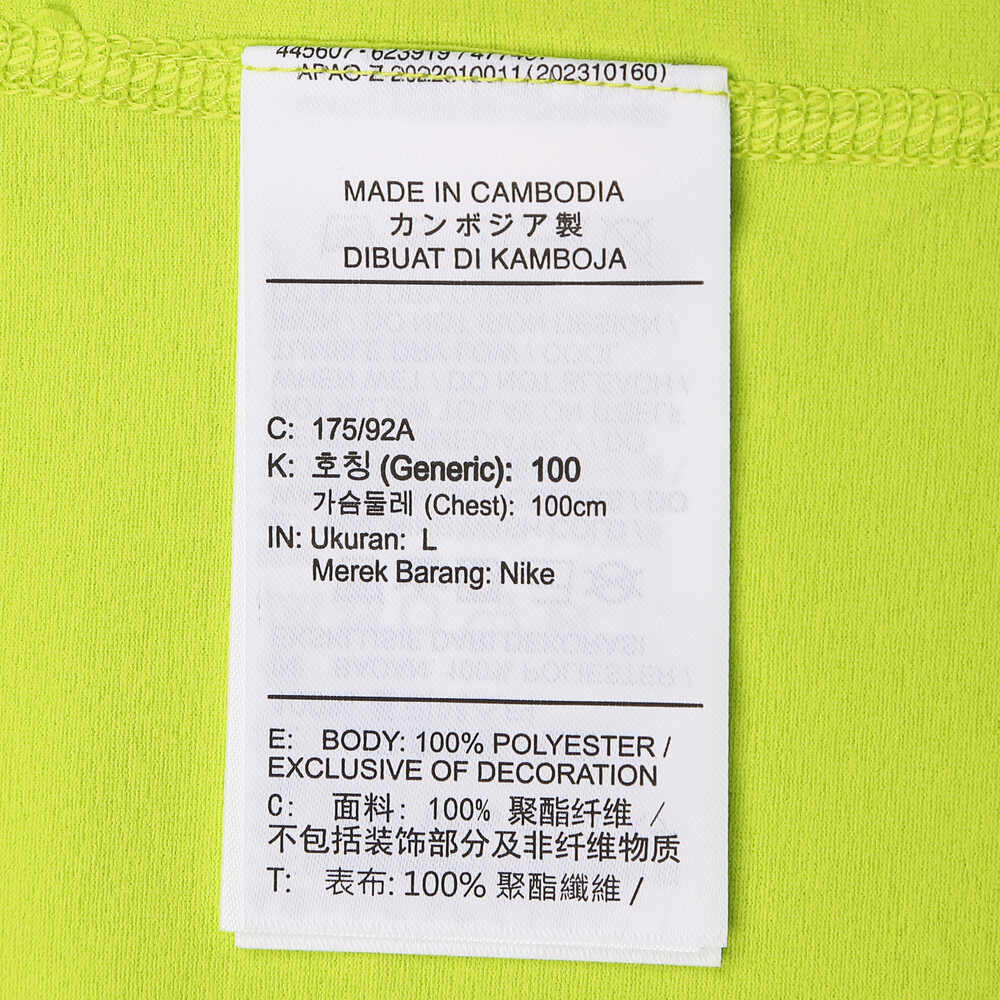 APAC-Z 2022010011(202310160)
MADE IN CAMBODIA
カンボジア製
DIBUAT DI KAMBOJA
C: 175/92A
K: 호칭 (Generic): 100
가슴둘레 (Chest): 100cm
IN: Ukuran: L
Merek Barang: Nike
E: BODY: 100% POLYESTER /
EXCLUSIVE OF DECORATION
C: 面料: 100% 聚酯纤维 /
不包括装饰部分及非纤维物质
T: 表布: 100% 聚酯纖維 /